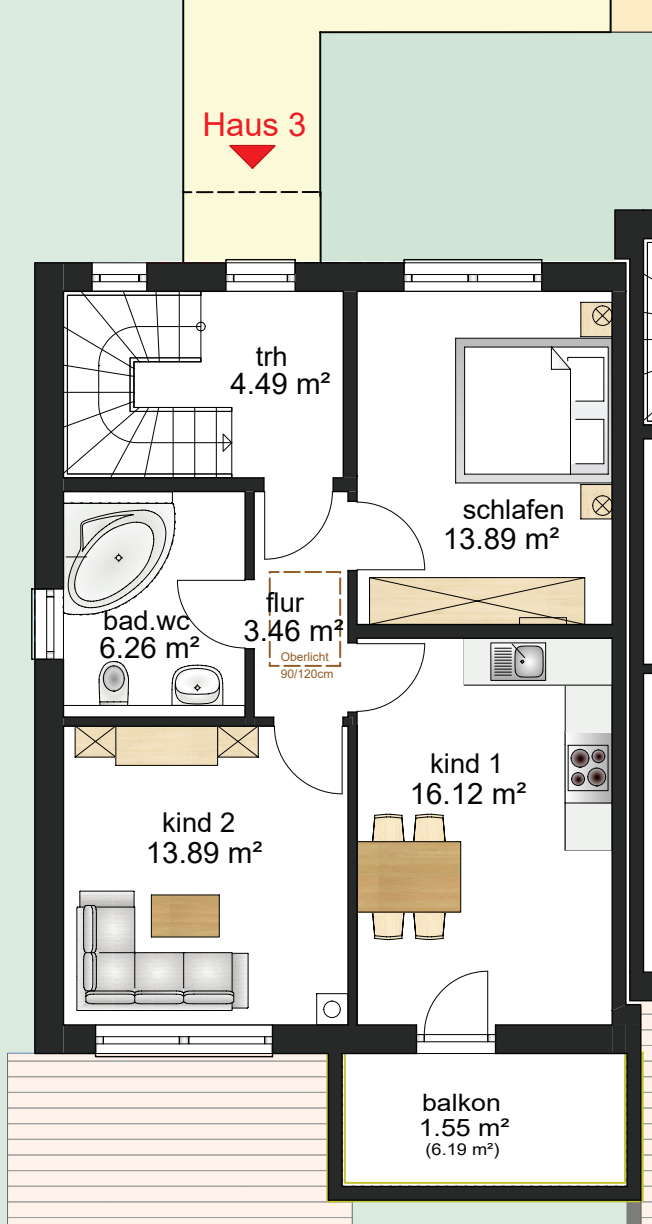 Haus 3
trh
4.49 m²
schlafen
13.89 m²
bad.wc
6.26 m²
flur
3.46 m²
Oberlicht
90/120cm
kind 1
16.12 m²
kind 2
13.89 m²
balkon
1.55 m²
(6.19 m²)